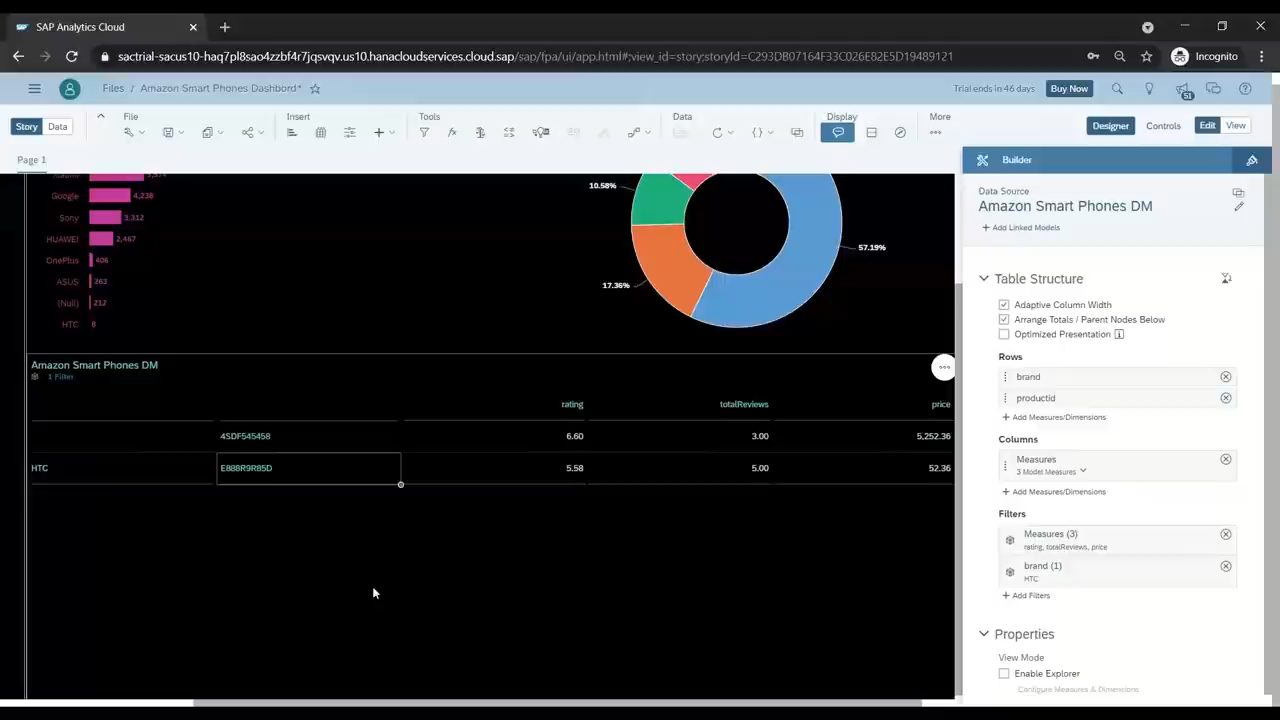 SAP Analytics Cloud
sactrial-sacus10-haq7pl8sao4zzbf4r7jqsvqv.us10.hanacloudservices.cloud.sap/sap/fpa/ui/app.html#;view_id=story;storyId=C293DB07164F33C026E82E5D19489121
Incognito
Files / Amazon Smart Phones Dashbord*
Trial ends in 46 days
Buy Now
51
Story Data
File
Insert
Tools
Data
Display
More
Designer Controls Edit View
Page 1
Builder
Data Source
Amazon Smart Phones DM
+ Add Linked Models
Google 4,238
Sony 3,312
HUAWEI 2,467
OnePlus 406
ASUS 263
(Null) 212
HTC 8
10.58%
57.19%
17.36%
Table Structure
Adaptive Column Width
Arrange Totals / Parent Nodes Below
Optimized Presentation
Rows
brand
productid
+ Add Measures/Dimensions
Columns
Measures
3 Model Measures
+ Add Measures/Dimensions
Filters
Measures (3)
rating, totalReviews, price
brand (1)
HTC
+ Add Filters
Properties
View Mode
Enable Explorer
Configure Measures & Dimensions
Amazon Smart Phones DM
1 Filter
rating totalReviews price
4SDF545458 6.60 3.00 5,252.36
HTC E888R9R85D 5.58 5.00 52.36